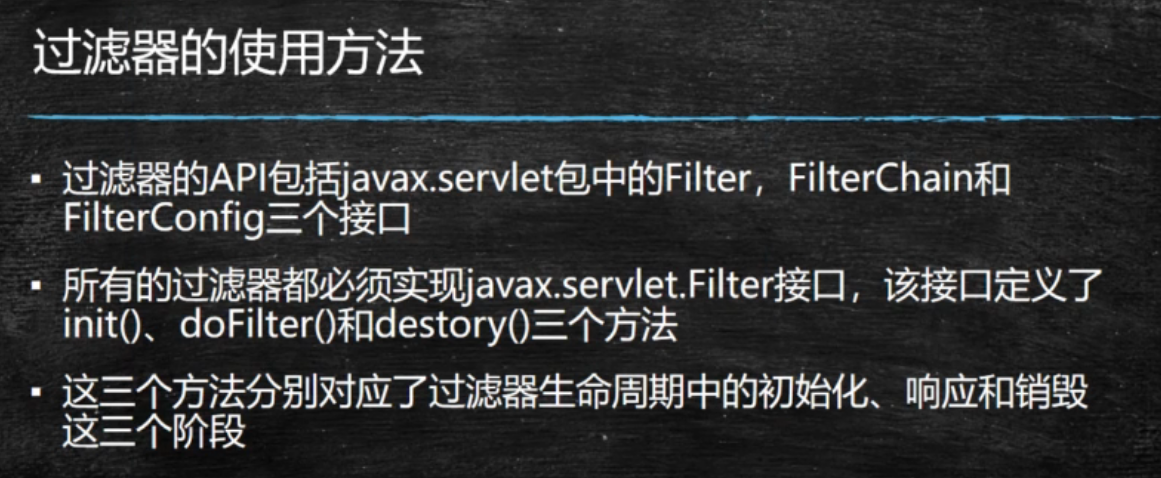 过滤器的使用方法
▪ 过滤器的API包括javax.servlet包中的Filter，FilterChain和
FilterConfig三个接口
▪ 所有的过滤器都必须实现javax.servlet.Filter接口，该接口定义了
init()、doFilter()和destory()三个方法
▪ 这三个方法分别对应了过滤器生命周期中的初始化、响应和销毁
这三个阶段